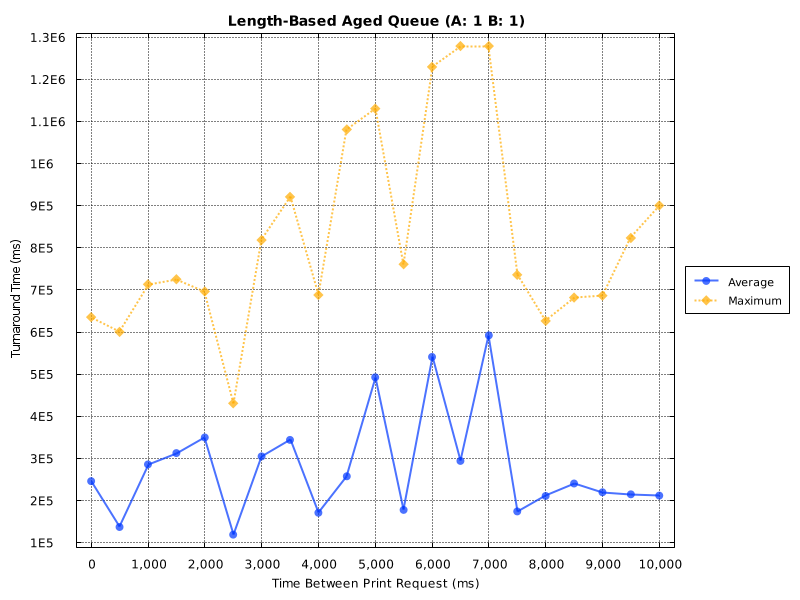 Length-Based Aged Queue (A: 1 B: 1)
1.3E6
1.2E6
1.1E6
1E6
9E5
8E5
7E5
6E5
5E5
4E5
3E5
2E5
1E5
Turnaround Time (ms)
0 1,000 2,000 3,000 4,000 5,000 6,000 7,000 8,000 9,000 10,000
Time Between Print Request (ms)
Average
Maximum